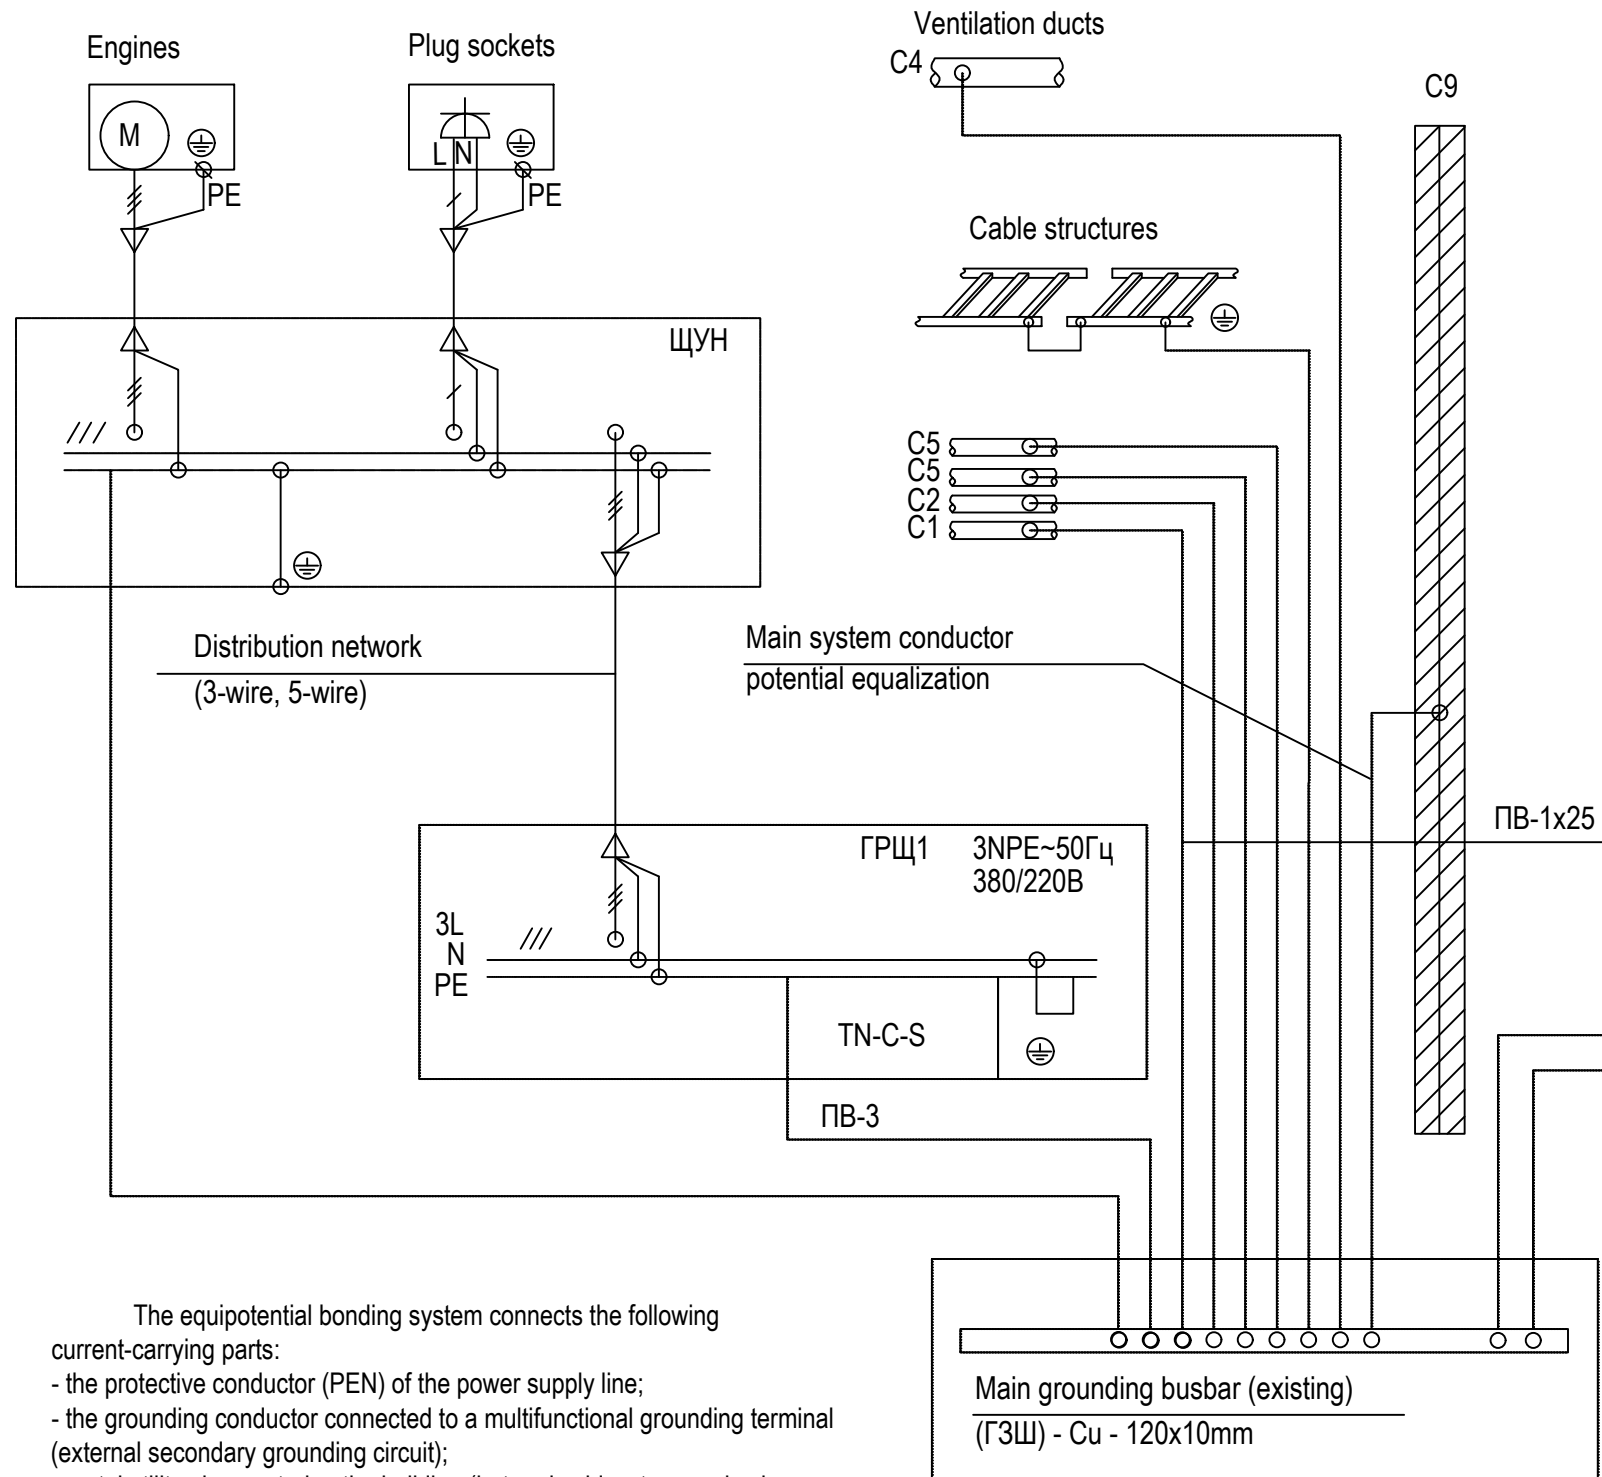 Engines
Plug sockets
Ventilation ducts
C4
C9
M
L N
PE
PE
Cable structures
ЩУН
C5
C5
C2
C1
Distribution network
(3-wire, 5-wire)
Main system conductor
potential equalization
ПВ-1х25
ГРЩ1
3NPE~50Гц
380/220В
3L
N
PE
TN-C-S
ПВ-3
The equipotential bonding system connects the following
current-carrying parts:
- the protective conductor (PEN) of the power supply line;
- the grounding conductor connected to a multifunctional grounding terminal
(external secondary grounding circuit);
Main grounding busbar (existing)
(ГЗШ) - Cu - 120x10mm